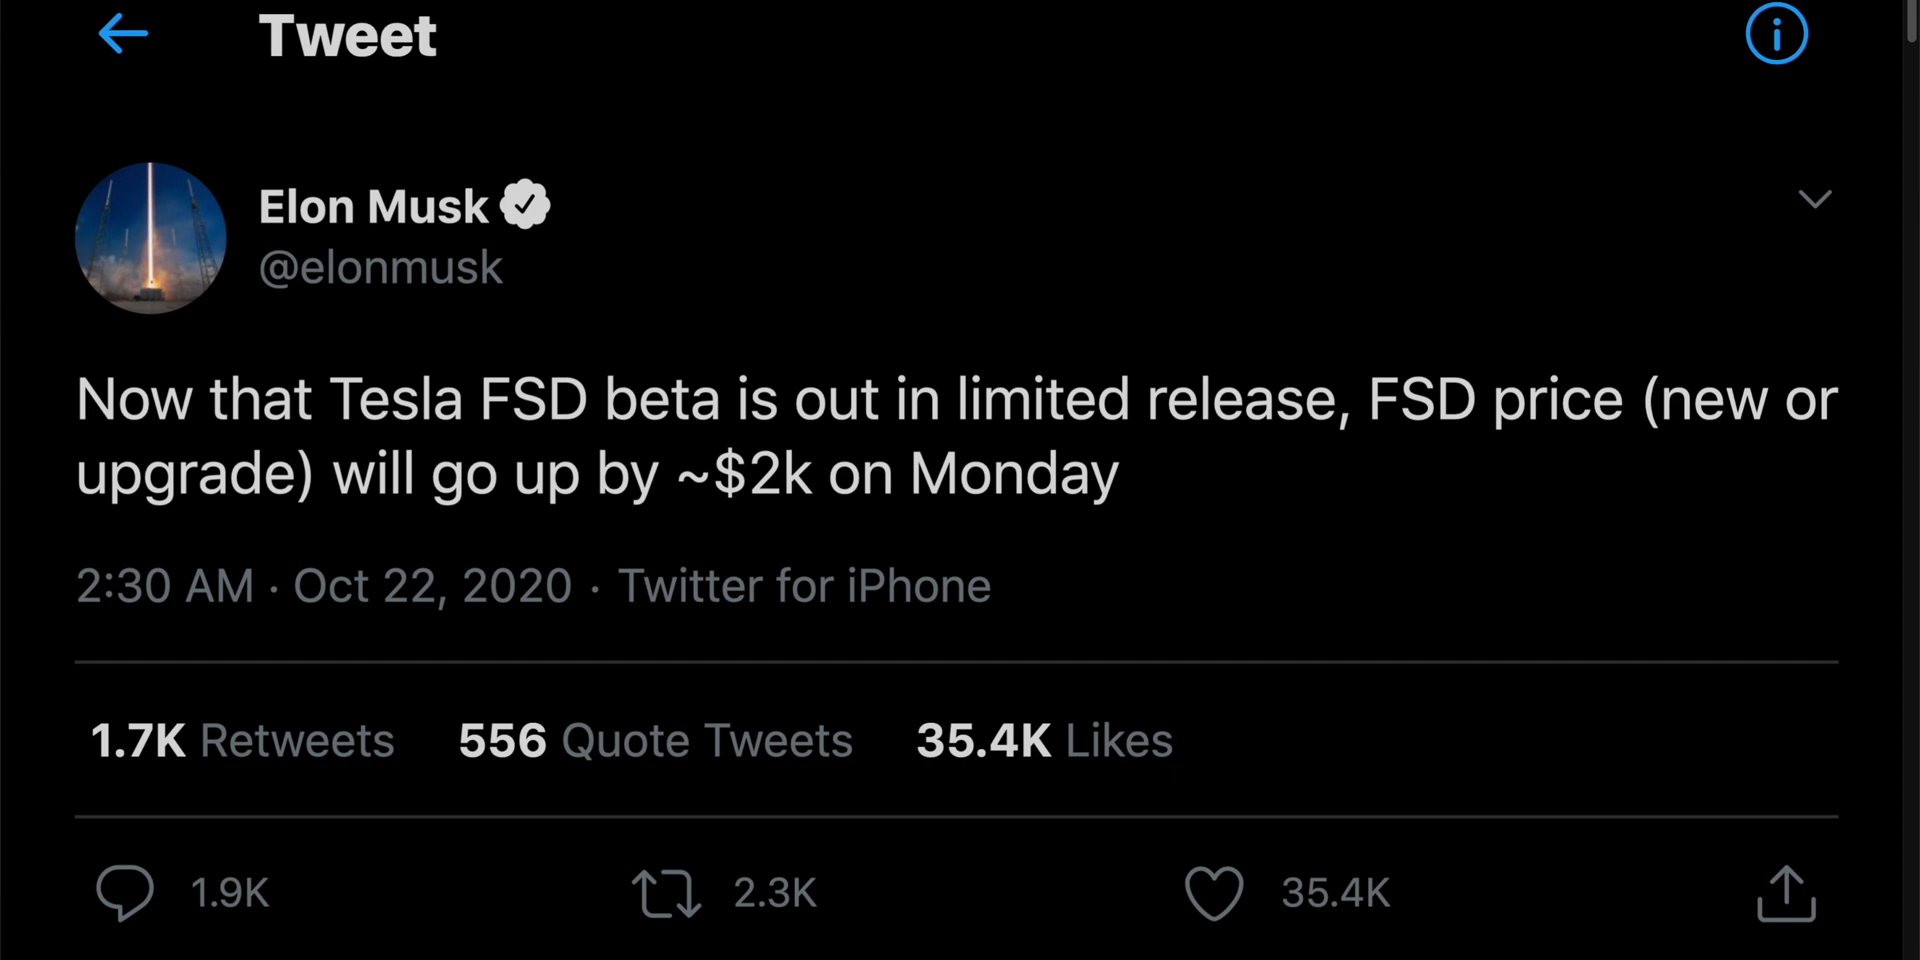 Tweet
Elon Musk
@elonmusk
Now that Tesla FSD beta is out in limited release, FSD price (new or
upgrade) will go up by ~$2k on Monday
2:30 AM · Oct 22, 2020 · Twitter for iPhone
1.7K Retweets 556 Quote Tweets 35.4K Likes
1.9K 2.3K 35.4K